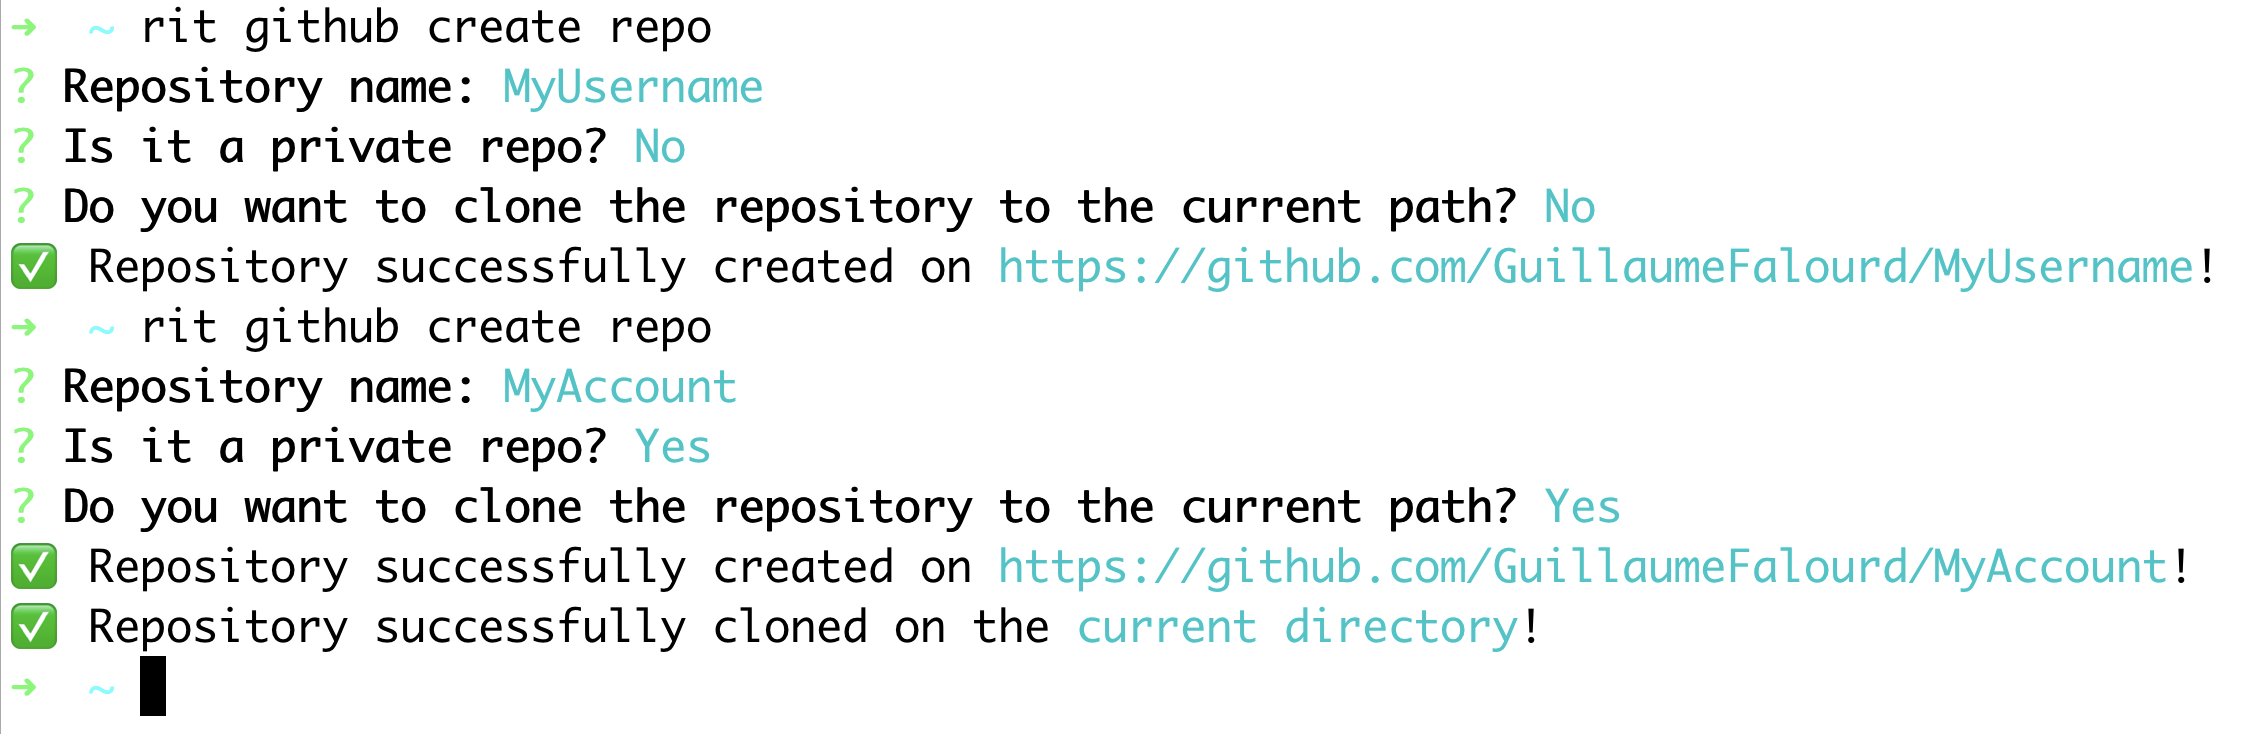 ➜ ~ rit github create repo
? Repository name: MyUsername
? Is it a private repo? No
? Do you want to clone the repository to the current path? No
✅ Repository successfully created on https://github.com/GuillaumeFalourd/MyUsername!
➜ ~ rit github create repo
? Repository name: MyAccount
? Is it a private repo? Yes
? Do you want to clone the repository to the current path? Yes
✅ Repository successfully created on https://github.com/GuillaumeFalourd/MyAccount!
✅ Repository successfully cloned on the current directory!
➜ ~